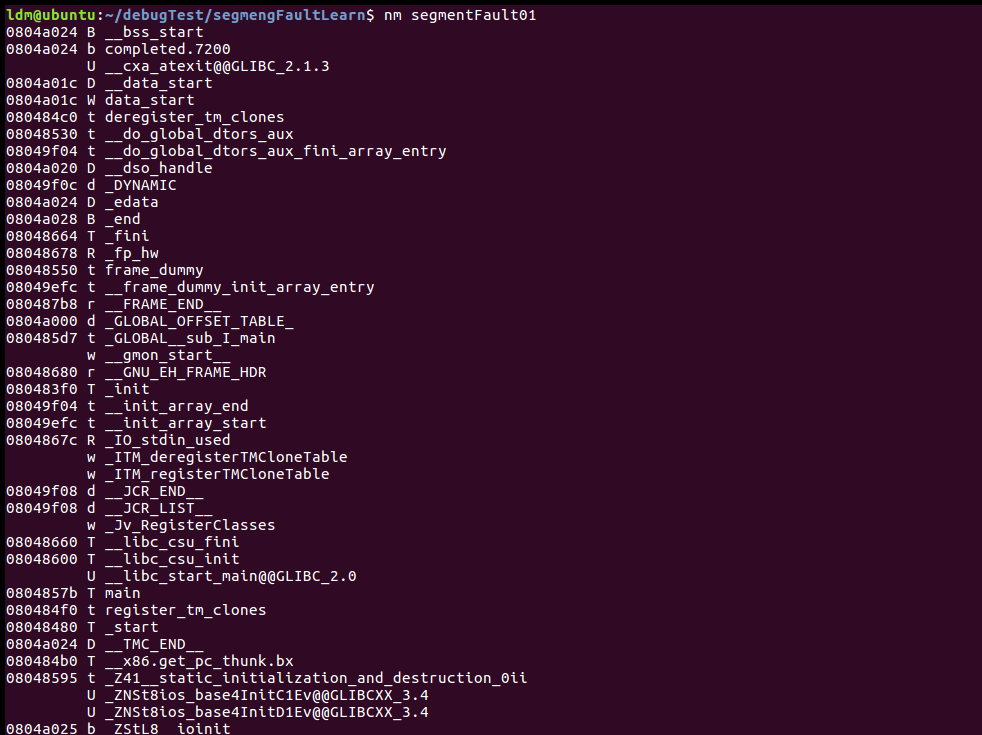 ldm@ubuntu:~/debugTest/segmengFaultLearn$ nm segmentFault01
0804a024 B __bss_start
0804a024 b completed.7200
         U __cxa_atexit@@GLIBC_2.1.3
0804a01c D __data_start
0804a01c W data_start
080484c0 t deregister_tm_clones
08048530 t __do_global_dtors_aux
08049f04 t __do_global_dtors_aux_fini_array_entry
0804a020 D __dso_handle
08049f0c d _DYNAMIC
0804a024 D _edata
0804a028 B _end
08048664 T _fini
08048678 R _fp_hw
08048550 t frame_dummy
08049efc t __frame_dummy_init_array_entry
080487b8 r __FRAME_END__
0804a000 d _GLOBAL_OFFSET_TABLE_
080485d7 t _GLOBAL__sub_I_main
         w __gmon_start__
08048680 r __GNU_EH_FRAME_HDR
080483f0 T _init
08049f04 t __init_array_end
08049efc t __init_array_start
0804867c R _IO_stdin_used
         w _ITM_deregisterTMCloneTable
         w _ITM_registerTMCloneTable
08049f08 d __JCR_END__
08049f08 d __JCR_LIST__
         w _Jv_RegisterClasses
08048660 T __libc_csu_fini
08048600 T __libc_csu_init
         U __libc_start_main@@GLIBC_2.0
0804857b T main
080484f0 t register_tm_clones
08048480 T _start
0804a024 D __TMC_END__
080484b0 T __x86.get_pc_thunk.bx
08048595 t _Z41__static_initialization_and_destruction_0ii
         U _ZNSt8ios_base4InitC1Ev@@GLIBCXX_3.4
         U _ZNSt8ios_base4InitD1Ev@@GLIBCXX_3.4
0804a025 b _ZStL8__ioinit